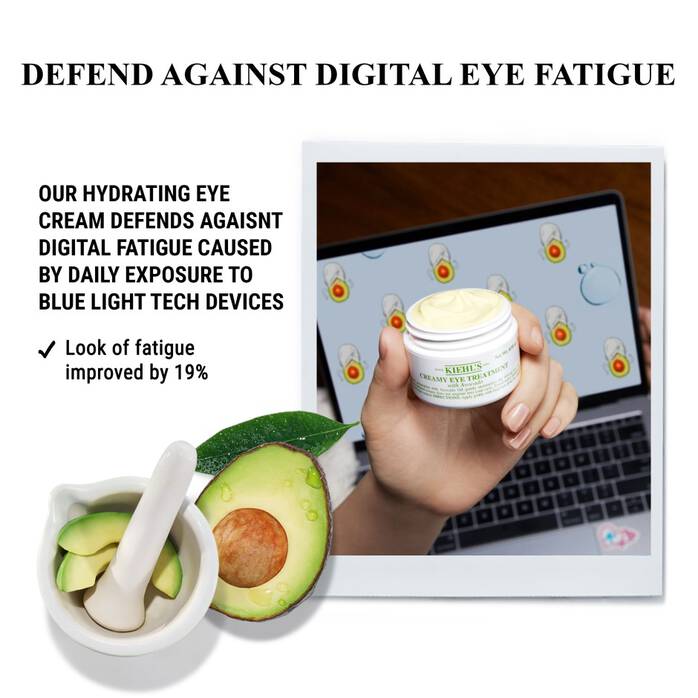 DEFEND AGAINST DIGITAL EYE FATIGUE
OUR HYDRATING EYE
CREAM DEFENDS AGAISNT
DIGITAL FATIGUE CAUSED
BY DAILY EXPOSURE TO
BLUE LIGHT TECH DEVICES
✓ Look of fatigue
improved by 19%
KIEHL'S
CREAMY EYE TREATMENT
with Avocado